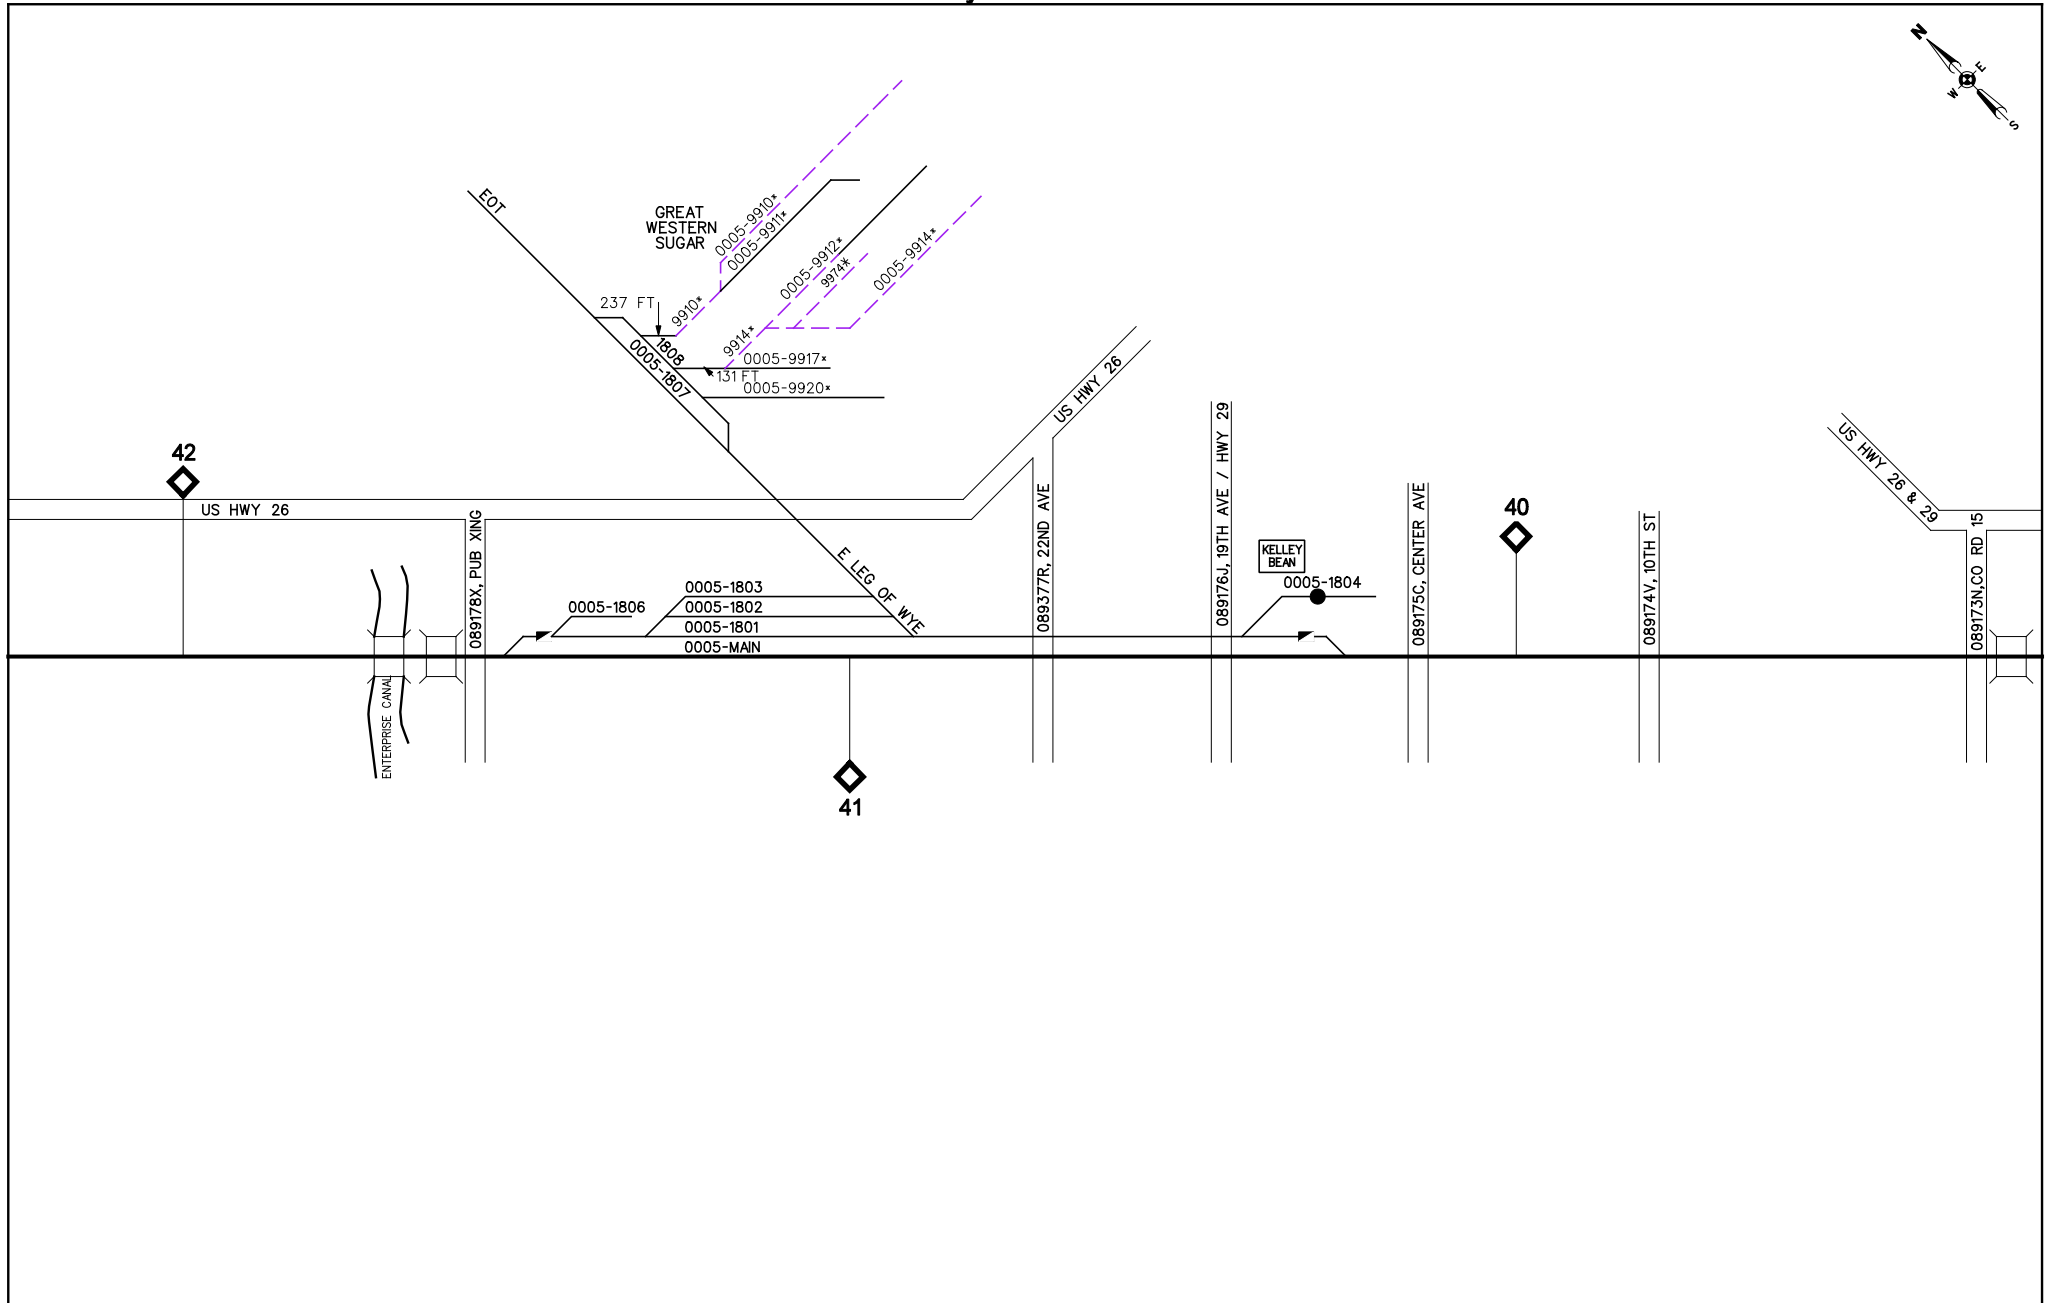 N
E
W
S
EOT
GREAT
WESTERN
SUGAR
0005-9910*
0005-9911*
0005-9912*
9974*
0005-9914*
237 FT
9910*
9914*
1808
0005-1807
0005-9917*
131 FT
0005-9920*
US HWY 26
42
US HWY 26
089178X, PUB XING
E LEG OF WYE
089377R, 22ND AVE
089176J, 19TH AVE / HWY 29
KELLEY
BEAN
0005-1804
089175C, CENTER AVE
40
089174V, 10TH ST
US HWY 26 & 29
089173N, CO RD 15
0005-1806
0005-1803
0005-1802
0005-1801
0005-MAIN
ENTERPRISE CANAL
41